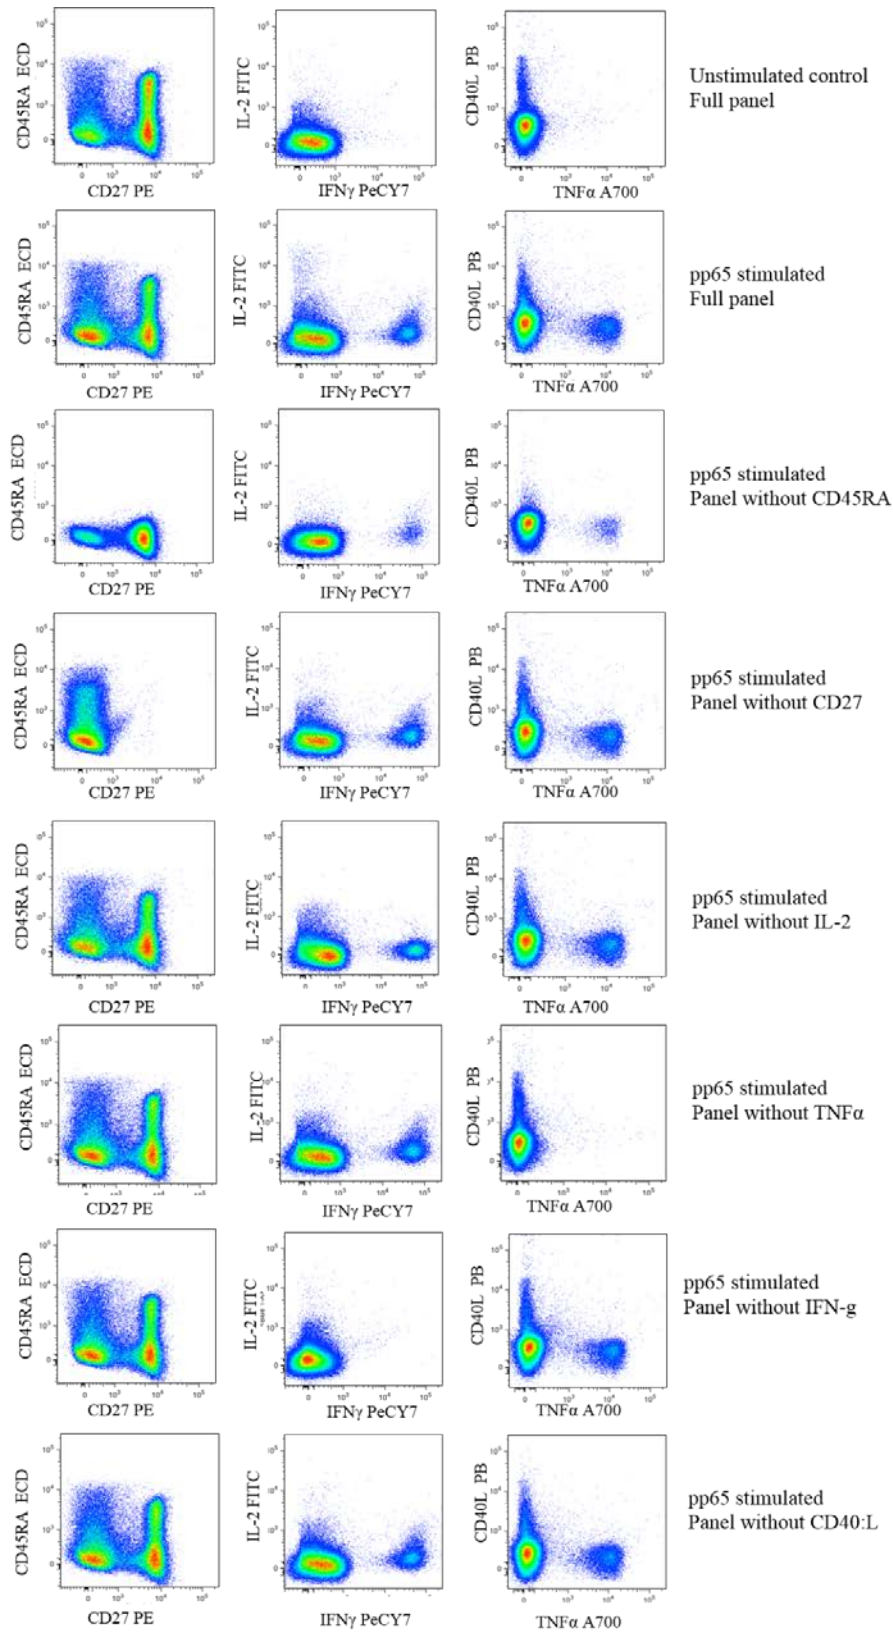 CD45RA ECD
CD27 PE
IL-2 FITC
IFNγ PeCY7
CD40L PB
TNFα A700
Unstimulated control
Full panel
CD45RA ECD
CD27 PE
IL-2 FITC
IFNγ PeCY7
CD40L PB
TNFα A700
pp65 stimulated
Full panel
CD45RA ECD
CD27 PE
IL-2 FITC
IFNγ PeCY7
CD40L PB
TNFα A700
pp65 stimulated
Panel without CD45RA
CD45RA ECD
CD27 PE
IL-2 FITC
IFNγ PeCY7
CD40L PB
TNFα A700
pp65 stimulated
Panel without CD27
CD45RA ECD
CD27 PE
IL-2 FITC
IFNγ PeCY7
CD40L PB
TNFα A700
pp65 stimulated
Panel without IL-2
CD45RA ECD
CD27 PE
IL-2 FITC
IFNγ PeCY7
CD40L PB
TNFα A700
pp65 stimulated
Panel without TNFα
CD45RA ECD
CD27 PE
IL-2 FITC
IFNγ PeCY7
CD40L PB
TNFα A700
pp65 stimulated
Panel without IFN-g
CD45RA ECD
CD27 PE
IL-2 FITC
IFNγ PeCY7
CD40L PB
TNFα A700
pp65 stimulated
Panel without CD40:L